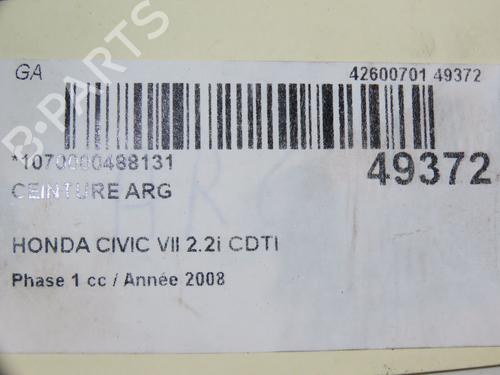 GA
42600701 49372
*1070000488131
49372
CEINTURE ARG
HONDA CIVIC VII 2.2i CDTI
Phase 1 cc / Année 2008
B-PARTS